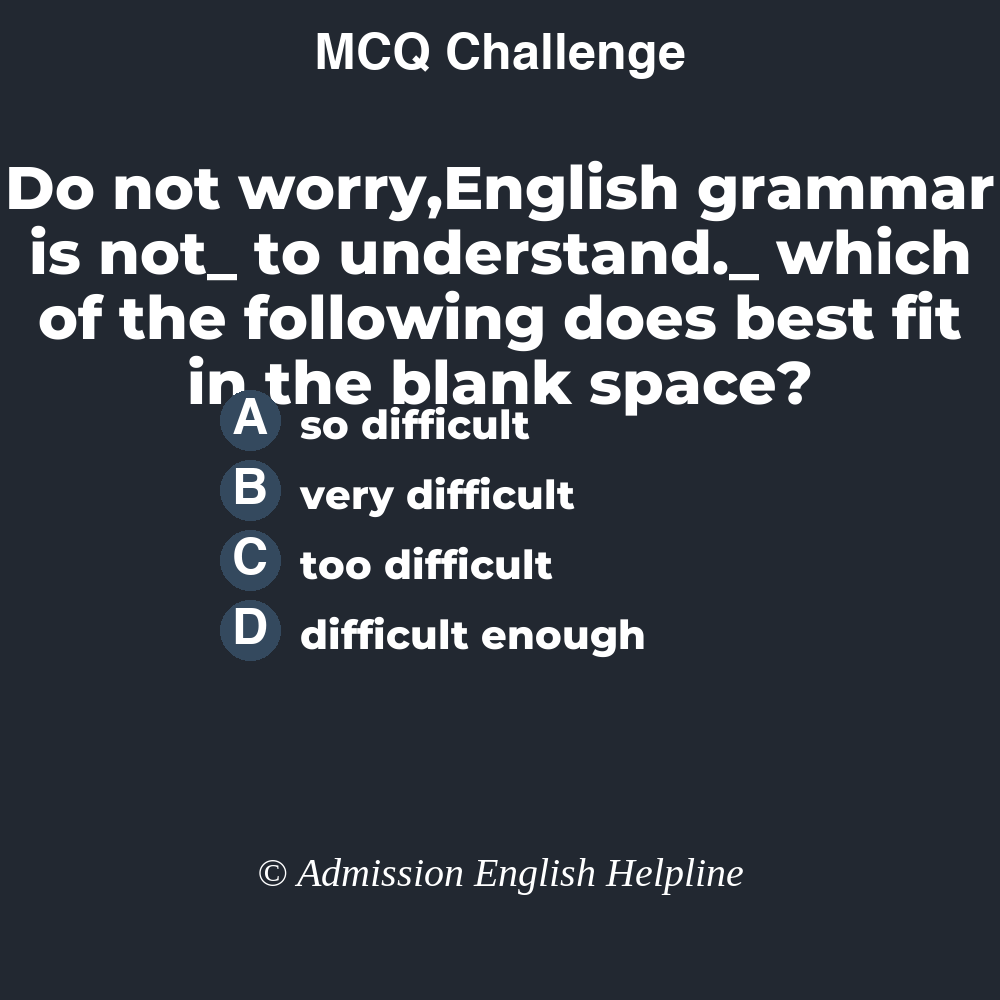 MCQ Challenge
Do not worry,English grammar
is not_ to understand._ which
of the following does best fit
in the blank space?
A so difficult
B very difficult
C too difficult
D difficult enough
© Admission English Helpline